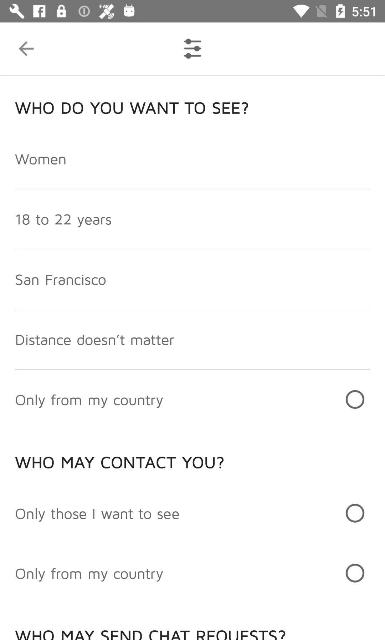 5:51
WHO DO YOU WANT TO SEE?
Women
18 to 22 years
San Francisco
Distance doesn't matter
Only from my country
WHO MAY CONTACT YOU?
Only those I want to see
Only from my country
WHO MAY SEND CHAT REQUESTS?